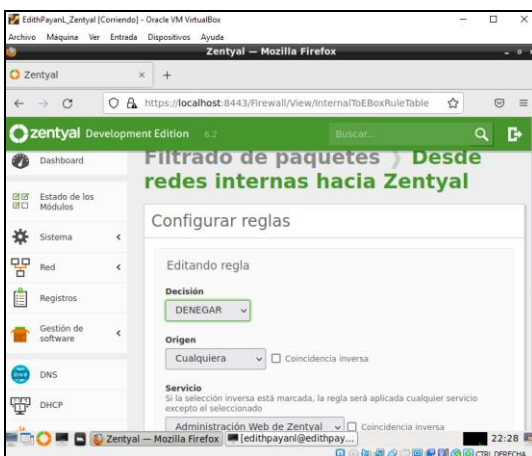 EdithPayanL_Zentyal [Corriendo] - Oracle VM VirtualBox
Archivo Máquina Ver Entrada Dispositivos Ayuda
Zentyal — Mozilla Firefox
Zentyal
https://localhost:8443/Firewall/View/InternalToEBoxRuleTable
zentyal Development Edition 6.2
Buscar...
Dashboard
Estado de los
Módulos
Sistema
Red
Registros
Gestión de
software
DNS
DHCP
Filtrado de paquetes › Desde
redes internas hacia Zentyal
Configurar reglas
Editando regla
Decisión
DENEGAR
Origen
Cualquiera Coincidencia inversa
Servicio
Si la selección inversa está marcada, la regla será aplicada cualquier servicio
excepto el seleccionado
Administración Web de Zentyal Coincidencia inversa
Zentyal — Mozilla Firefox [edithpayanl@edithpay... 22:28
CTRL DERECHA